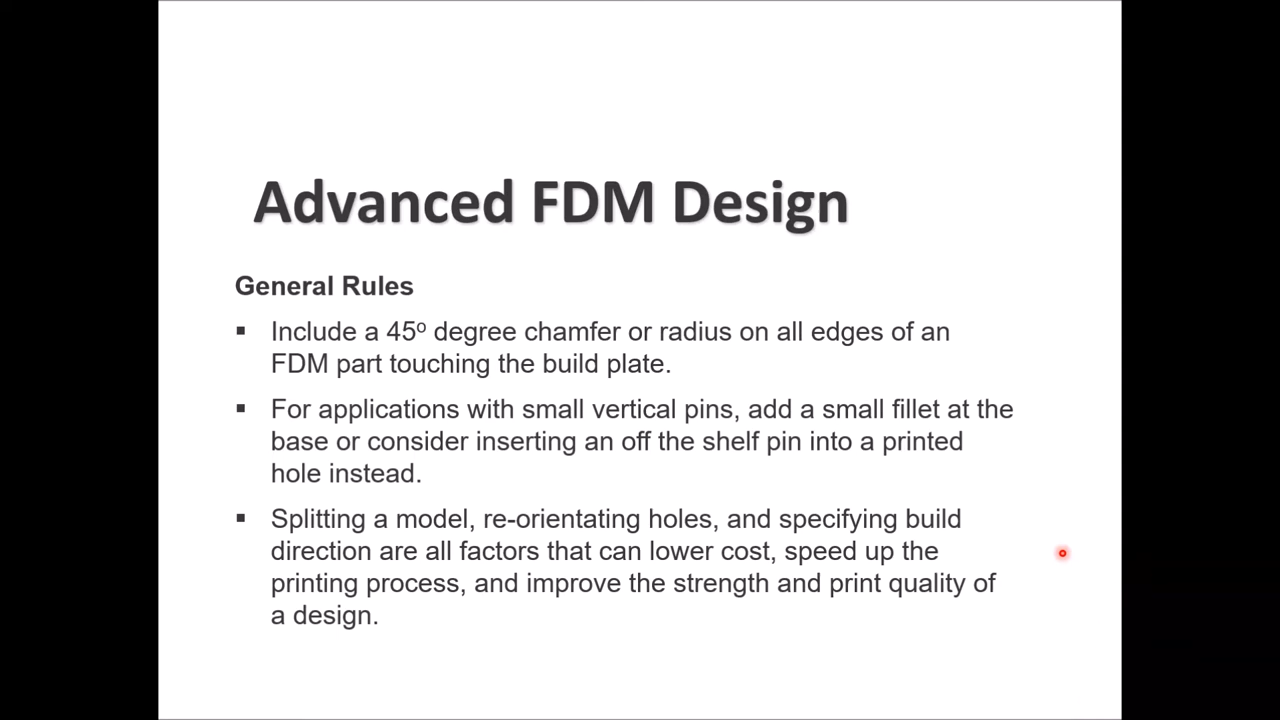 Advanced FDM Design
General Rules
▪ Include a 45º degree chamfer or radius on all edges of an
FDM part touching the build plate.
▪ For applications with small vertical pins, add a small fillet at the
base or consider inserting an off the shelf pin into a printed
hole instead.
▪ Splitting a model, re-orientating holes, and specifying build
direction are all factors that can lower cost, speed up the
printing process, and improve the strength and print quality of
a design.